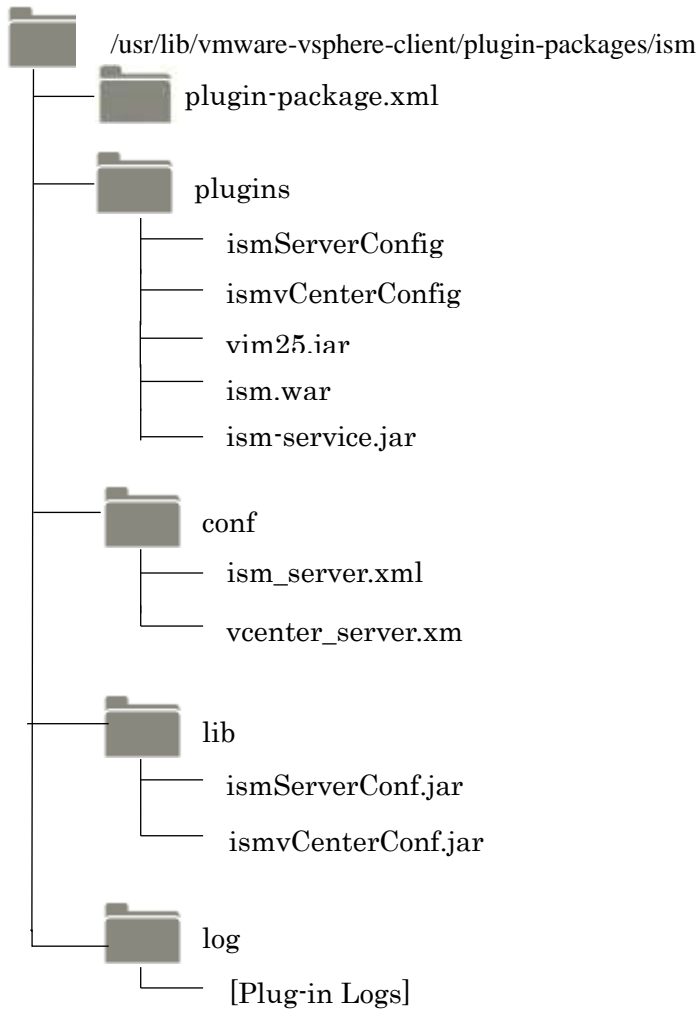 /usr/lib/vmware-vsphere-client/plugin-packages/ism
plugin-package.xml
plugins
ismServerConfig
ismvCenterConfig
vim25.jar
ism.war
ism-service.jar
conf
ism_server.xml
vcenter_server.xm
lib
ismServerConf.jar
ismvCenterConf.jar
log
[Plug-in Logs]